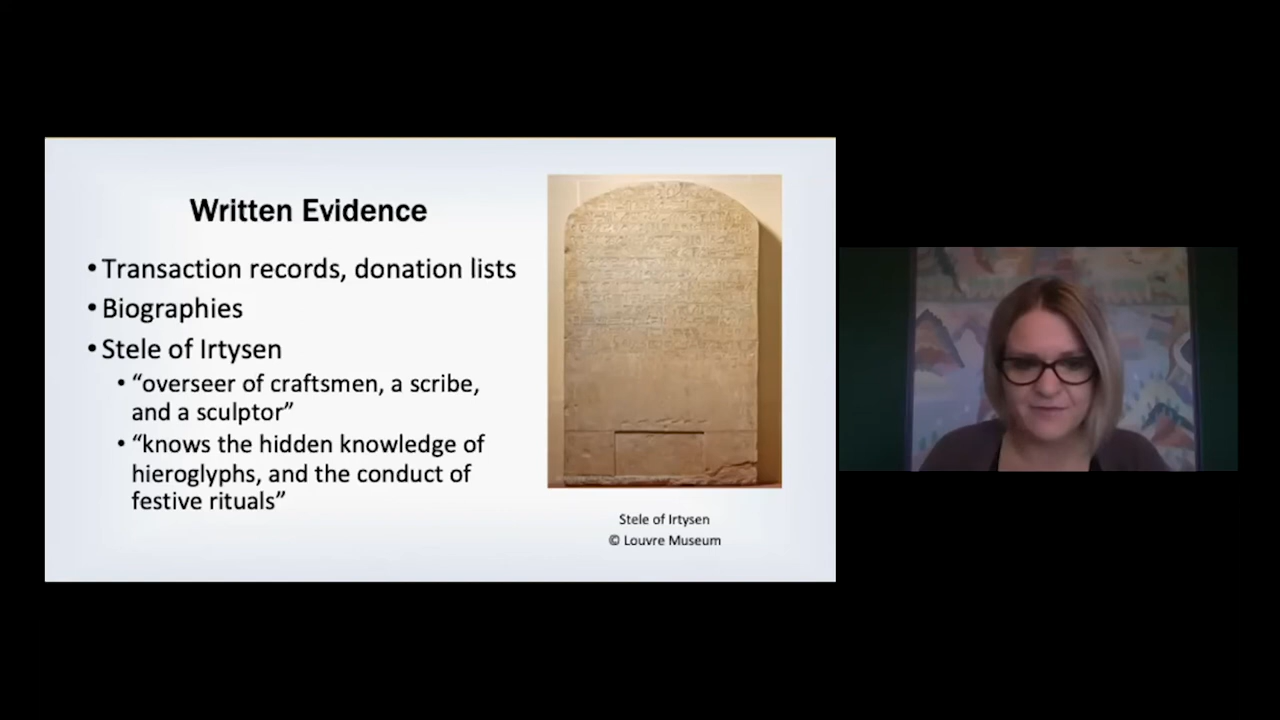 Written Evidence
• Transaction records, donation lists
• Biographies
• Stele of Irtysen
• “overseer of craftsmen, a scribe,
and a sculptor”
• “knows the hidden knowledge of
hieroglyphs, and the conduct of
festive rituals”
Stele of Irtysen
© Louvre Museum